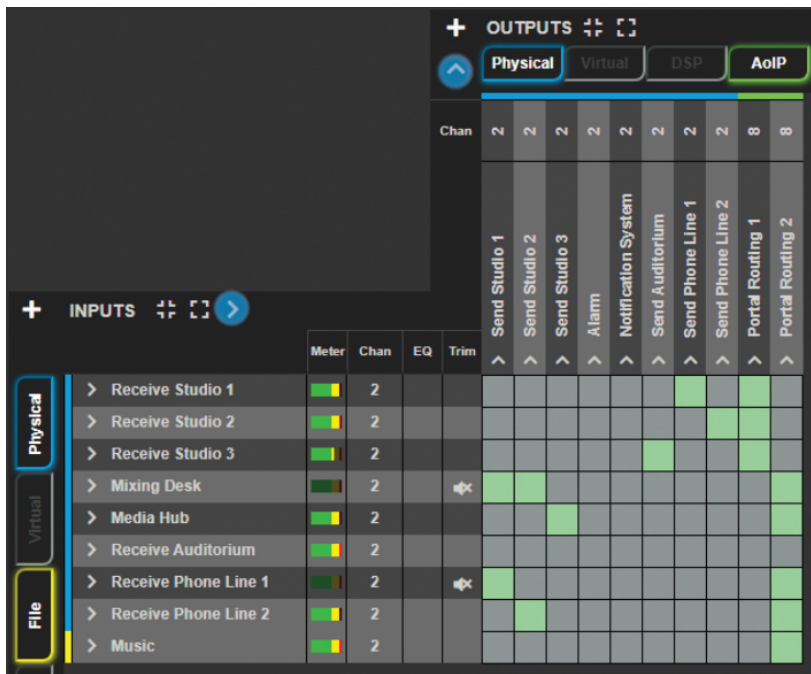 OUTPUTS
Physical Virtual DSP AoIP
Chan 2 2 2 2 2 2 2 2 8 8
Send Studio 1
Send Studio 2
Send Studio 3
Alarm
Notification System
Send Auditorium
Send Phone Line 1
Send Phone Line 2
Portal Routing 1
Portal Routing 2
INPUTS
Meter Chan EQ Trim
Physical
Virtual
File
Receive Studio 1 2
Receive Studio 2 2
Receive Studio 3 2
Mixing Desk 2
Media Hub 2
Receive Auditorium 2
Receive Phone Line 1 2
Receive Phone Line 2 2
Music 2